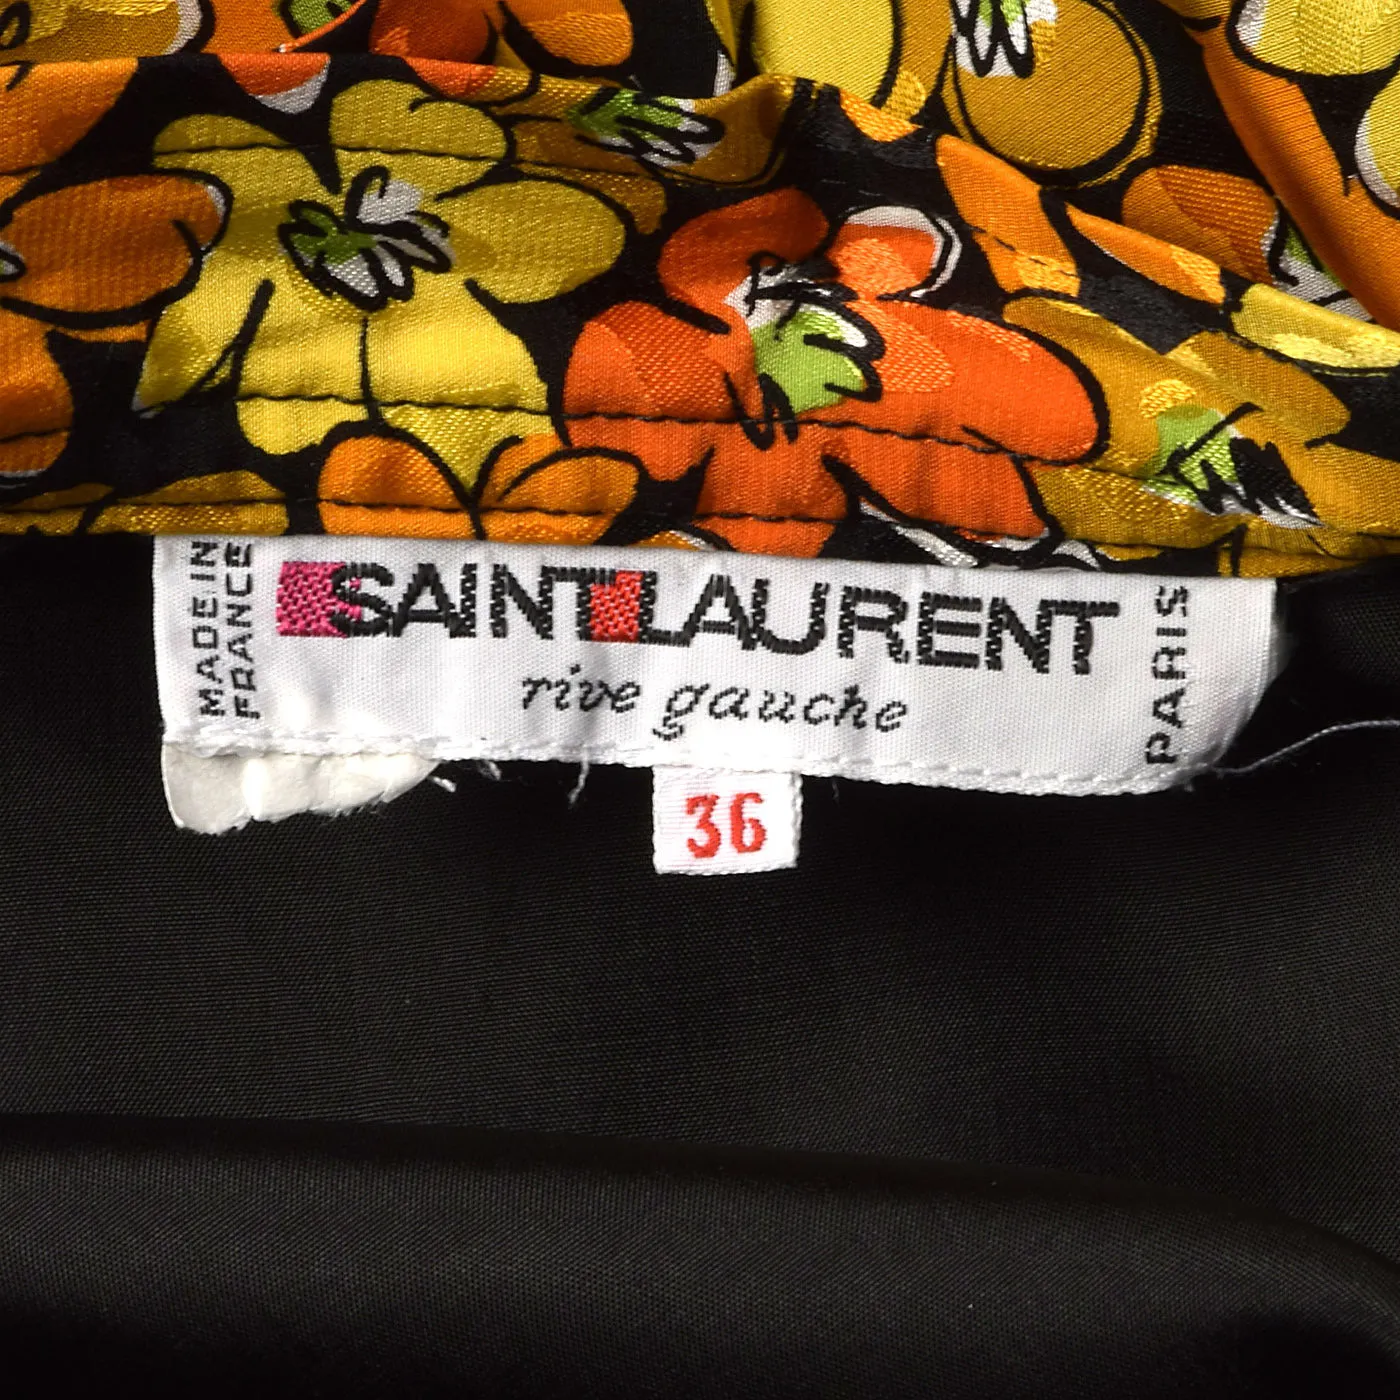 MADE IN
FRANCE
SAINT LAURENT
rive gauche
PARIS
36